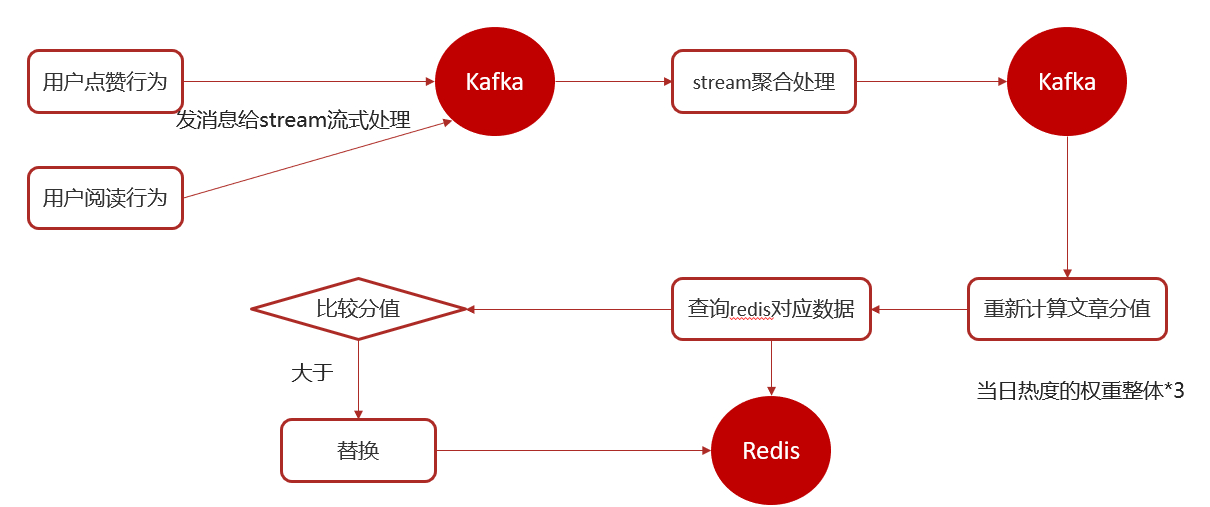 用户点赞行为
Kafka
stream聚合处理
Kafka
发消息给stream流式处理
用户阅读行为
比较分值
查询redis对应数据
重新计算文章分值
大于
当日热度的权重整体*3
替换
Redis